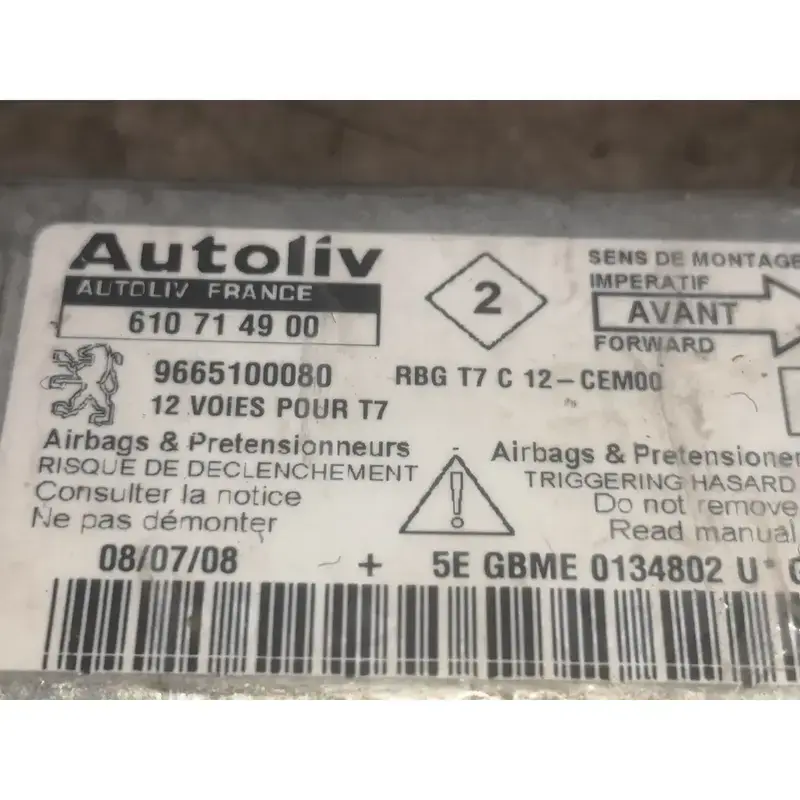 Autoliv
AUTOLIV FRANCE
610 71 49 00
2
SENS DE MONTAGE
IMPERATIF
AVANT
FORWARD
9665100080 RBG T7 C 12-CEM00
12 VOIES POUR T7
Airbags & Pretensionneurs
RISQUE DE DECLENCHEMENT
Consulter la notice
Ne pas démonter
!
Airbags & Pretensioner
TRIGGERING HASARD
Do not remove
Read manual
08/07/08 + 5E GBME 0134802 U*